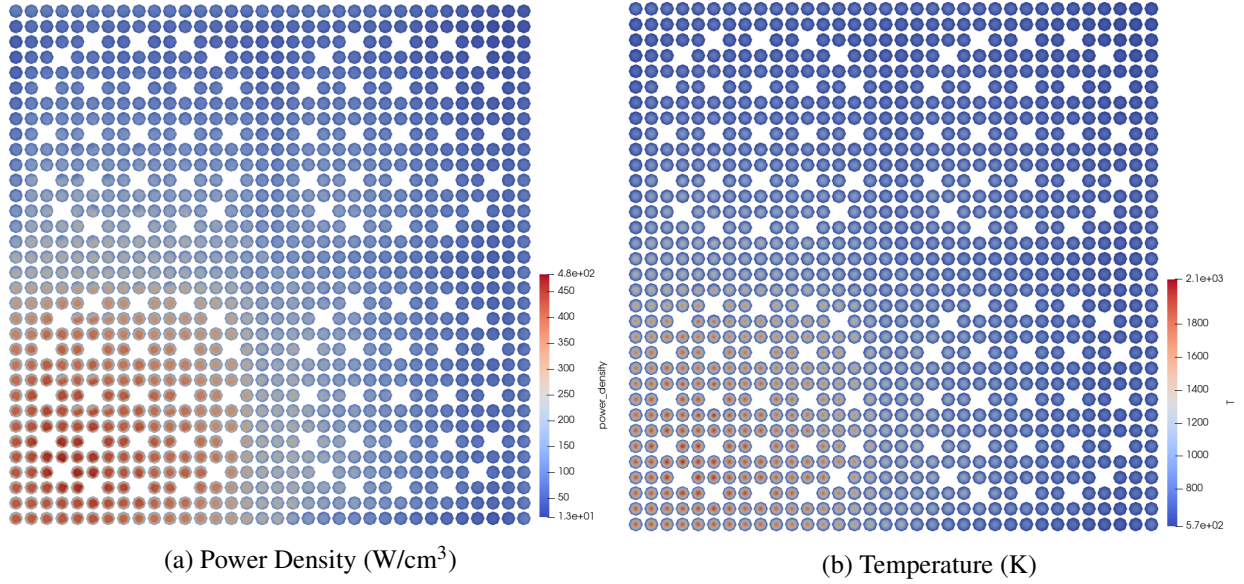 4.8e+02
450
400
350
300
250
200
150
100
50
1.3e+01
power_density
2.1e+03
1800
1600
1400
1200
1000
800
5.7e+02
T
(a) Power Density (W/cm³)
(b) Temperature (K)